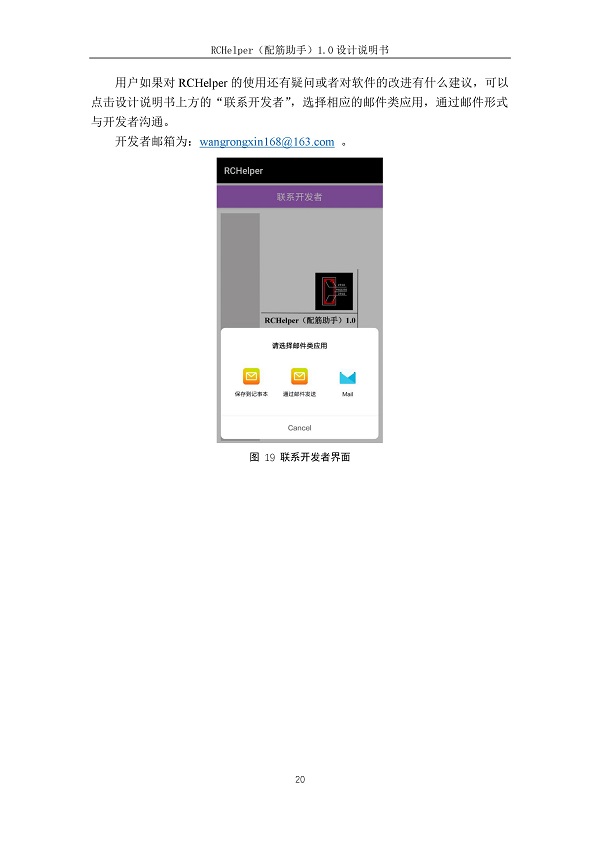 RCHelper（配筋助手）1.0 设计说明书
用户如果对 RCHelper 的使用还有疑问或者对软件的改进有什么建议，可以
点击设计说明书上方的“联系开发者”，选择相应的邮件类应用，通过邮件形式
与开发者沟通。
开发者邮箱为：wangrongxin168@163.com 。
RCHelper
联系开发者
RCHelper（配筋助手）1.0
请选择邮件类应用
保存到记事本 通过邮件发送 Mail
Cancel
图 19 联系开发者界面
20